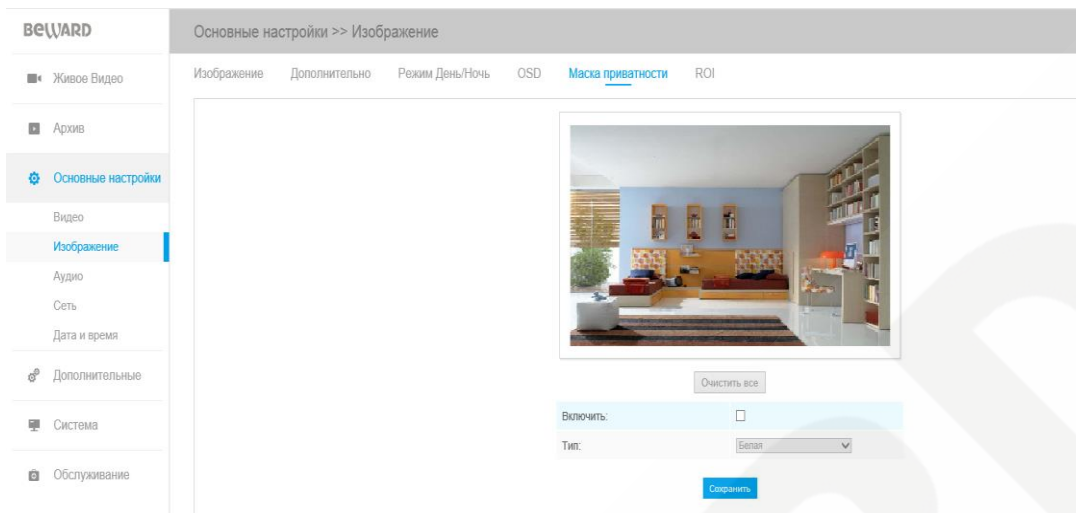 BEWARD
Основные настройки >> Изображение
Живое Видео
Архив
Основные настройки
Видео
Изображение
Аудио
Сеть
Дата и время
Дополнительные
Система
Обслуживание
Изображение Дополнительно Режим День/Ночь OSD Маска приватности ROI
Очистить все
Включить:
Тип: Белая
Сохранить